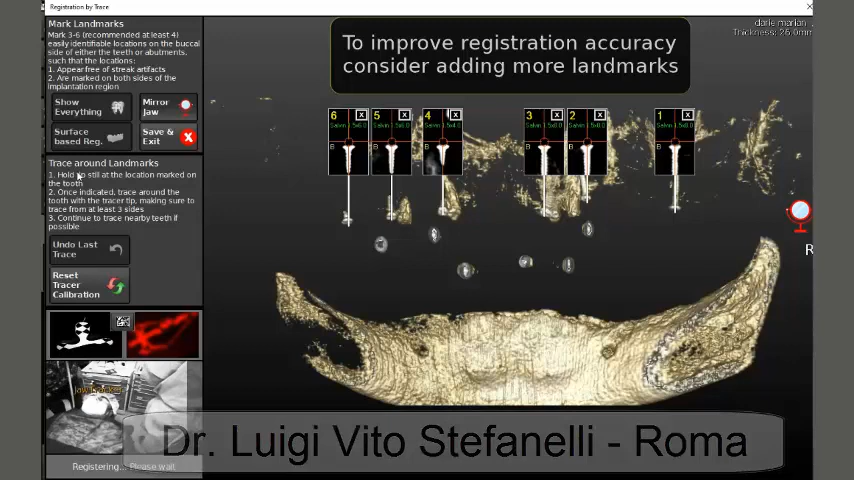 Registration by Trace
Mark Landmarks
Mark 3-6 (recommended at least 4)
easily identifiable locations on the buccal
side of either the teeth or abutments,
such that the locations:
1. Appear free of streak artifacts
2. Are marked on both sides of the
implantation region
Show
Everything
Mirror
Jaw
Surface
based Reg.
Save &
Exit
Trace around Landmarks
1. Hold tip still at the location marked on
the tooth
2. Once indicated, trace around the
tooth with the tracer tip, making sure to
trace from at least 3 sides
3. Continue to trace nearby teeth if
possible
Undo Last
Trace
Reset
Tracer
Calibration
Registering... Please wait
To improve registration accuracy
consider adding more landmarks
darie marian
Thickness: 26.0mm
6
5
4
3
2
1
B
B
B
B
B
B
R
Dr. Luigi Vito Stefanelli - Roma